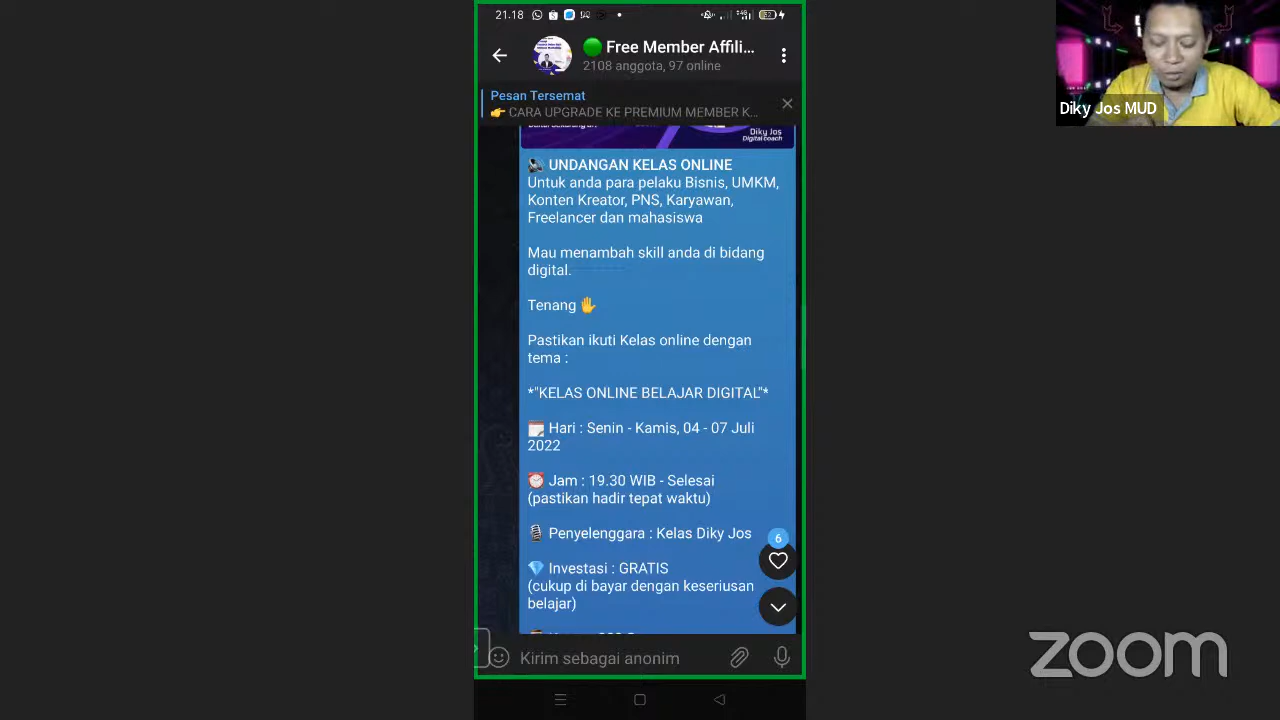 21.18
Free Member Affili...
2108 anggota, 97 online
Pesan Tersemat
👉 CARA UPGRADE KE PREMIUM MEMBER K...
Diky Jos
Digital coach
UNDANGAN KELAS ONLINE
Untuk anda para pelaku Bisnis, UMKM,
Konten Kreator, PNS, Karyawan,
Freelancer dan mahasiswa
Mau menambah skill anda di bidang
digital.
Tenang ✋
Pastikan ikuti Kelas online dengan
tema :
*"KELAS ONLINE BELAJAR DIGITAL"*
Hari : Senin - Kamis, 04 - 07 Juli
2022
Jam : 19.30 WIB - Selesai
(pastikan hadir tepat waktu)
Penyelenggara : Kelas Diky Jos
6
Investasi : GRATIS
(cukup di bayar dengan keseriusan
belajar)
Kirim sebagai anonim
Diky Jos MUD
zoom